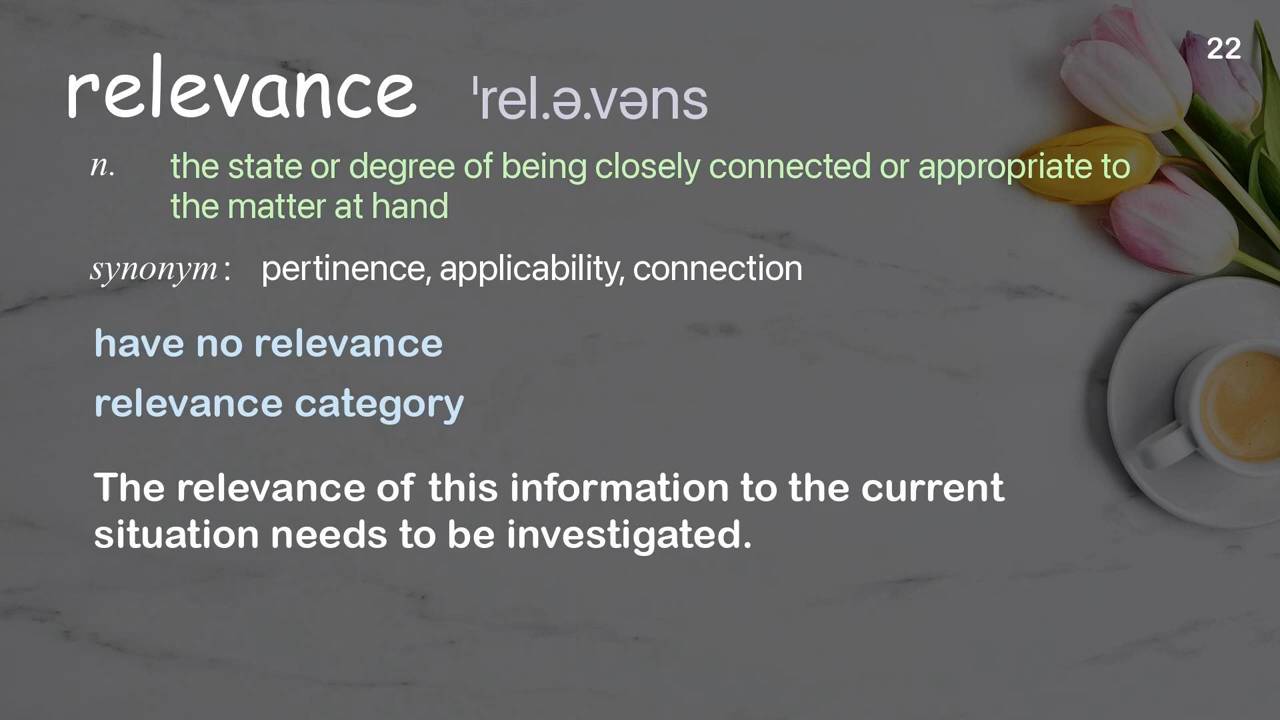 22
relevance ˈrel.ə.vəns
n. the state or degree of being closely connected or appropriate to
the matter at hand
synonym: pertinence, applicability, connection
have no relevance
relevance category
The relevance of this information to the current
situation needs to be investigated.